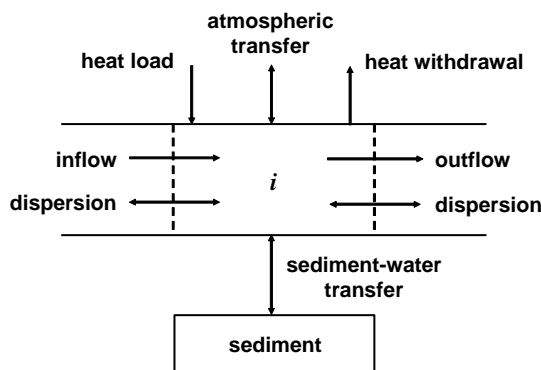 atmospheric
transfer
heat load
heat withdrawal
inflow
outflow
i
dispersion
dispersion
sediment-water
transfer
sediment